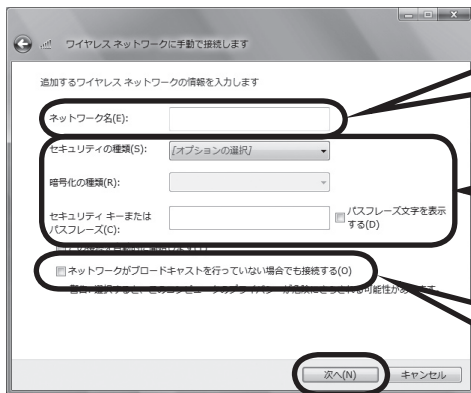 ワイヤレス ネットワークに手動で接続します
追加するワイヤレス ネットワークの情報を入力します
ネットワーク名(E):
セキュリティの種類(S):
[オプションの選択]
暗号化の種類(R):
セキュリティ キーまたは
パスフレーズ(C):
パスフレーズ文字を表示
する(D)
ネットワークがブロードキャストを行っていない場合でも接続する(O)
次へ(N)
キャンセル